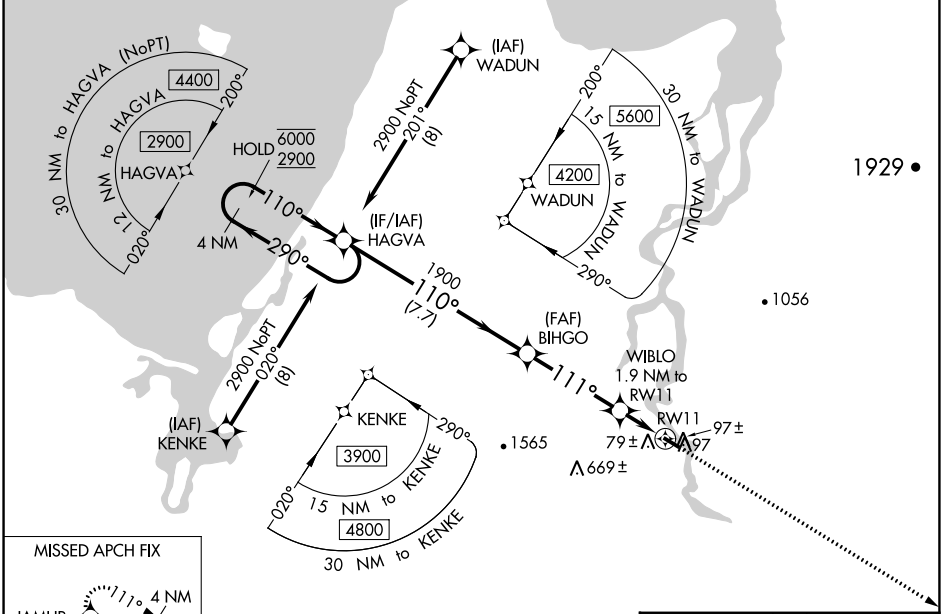 (IAF)
WADUN
30 NM to HAGVA (NoPT)
4400
200°
12 NM to HAGVA
2900
HAGVA
020°
HOLD 6000
2900
2900 NoPT
201°
(8)
200°
30 NM to WADUN
5600
15 NM to WADUN
4200
WADUN
290°
1929
110°
4 NM
290°
(IF/IAF)
HAGVA
1900
110°
(7.7)
1056
(FAF)
BIHGO
111°
WIBLO
1.9 NM to
RW11
RW11
97±
79±
97
2900 NoPT
020°
(8)
(IAF)
KENKE
KENKE
290°
3900
020°
15 NM to KENKE
4800
30 NM to KENKE
1565
669±
MISSED APCH FIX
111°
4 NM